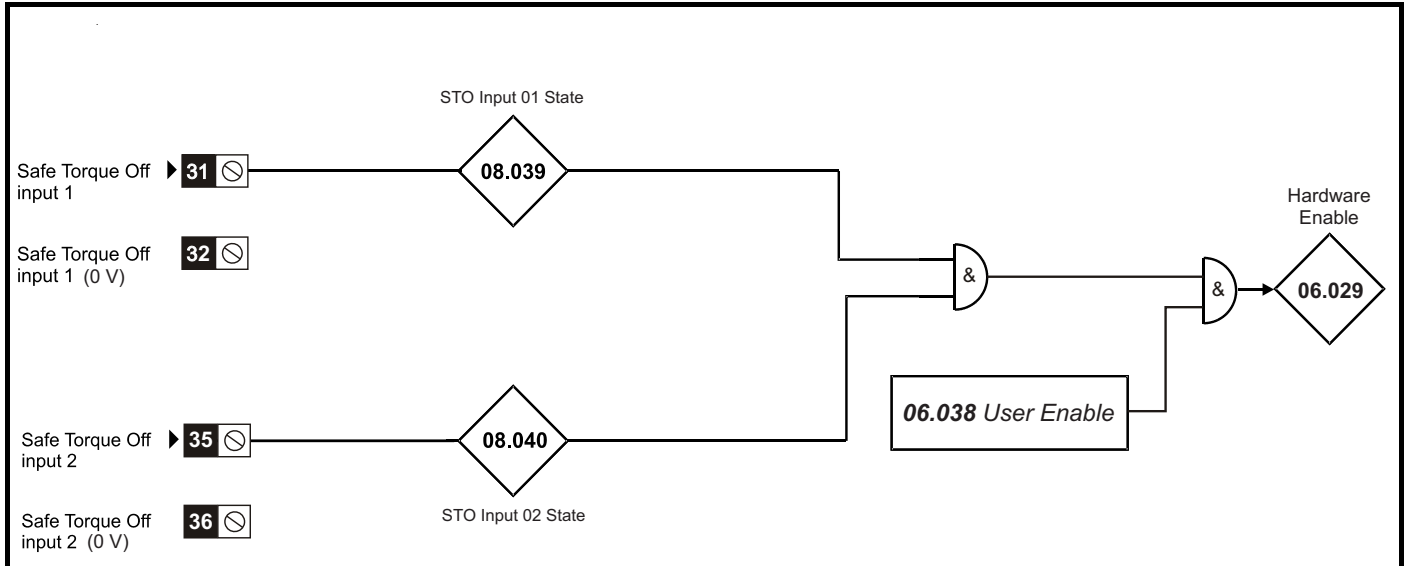 STO Input 01 State
Safe Torque Off
input 1
31
08.039
Hardware
Enable
Safe Torque Off
input 1 (0 V)
32
&
&
06.029
06.038 User Enable
Safe Torque Off
input 2
35
08.040
STO Input 02 State
Safe Torque Off
input 2 (0 V)
36